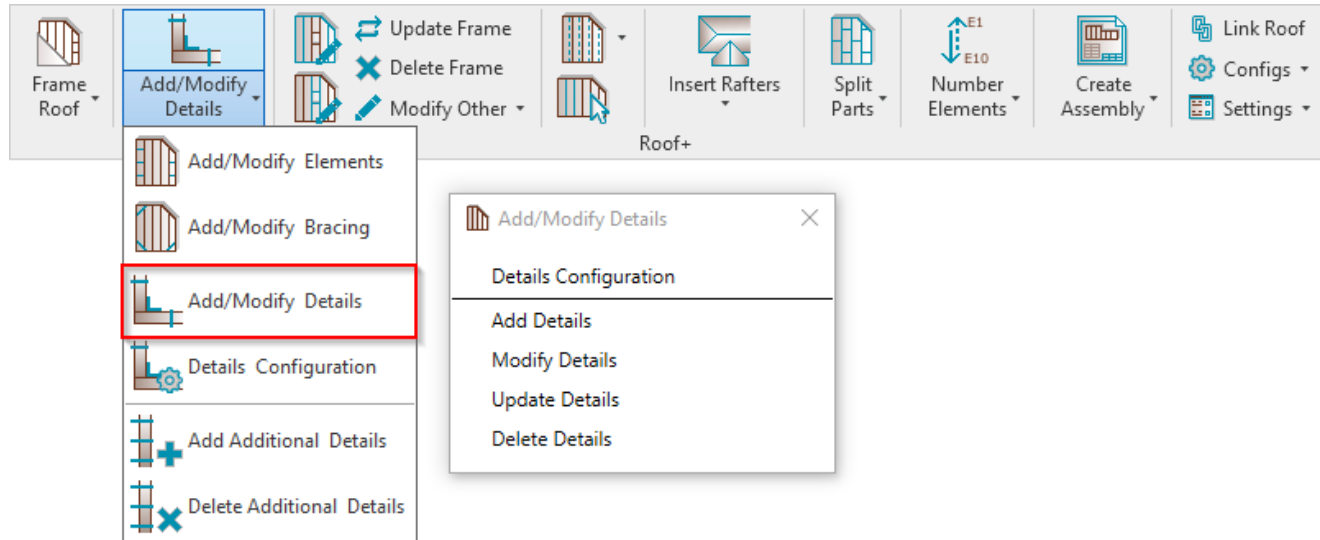 Frame
Roof
Add/Modify
Details
Update Frame
Delete Frame
Modify Other
Insert Rafters
Split
Parts
E1
E10
Number
Elements
Create
Assembly
Link Roof
Configs
Settings
Roof+
Add/Modify Elements
Add/Modify Bracing
Add/Modify Details
Details Configuration
Add Additional Details
Delete Additional Details
Add/Modify Details
Details Configuration
Add Details
Modify Details
Update Details
Delete Details